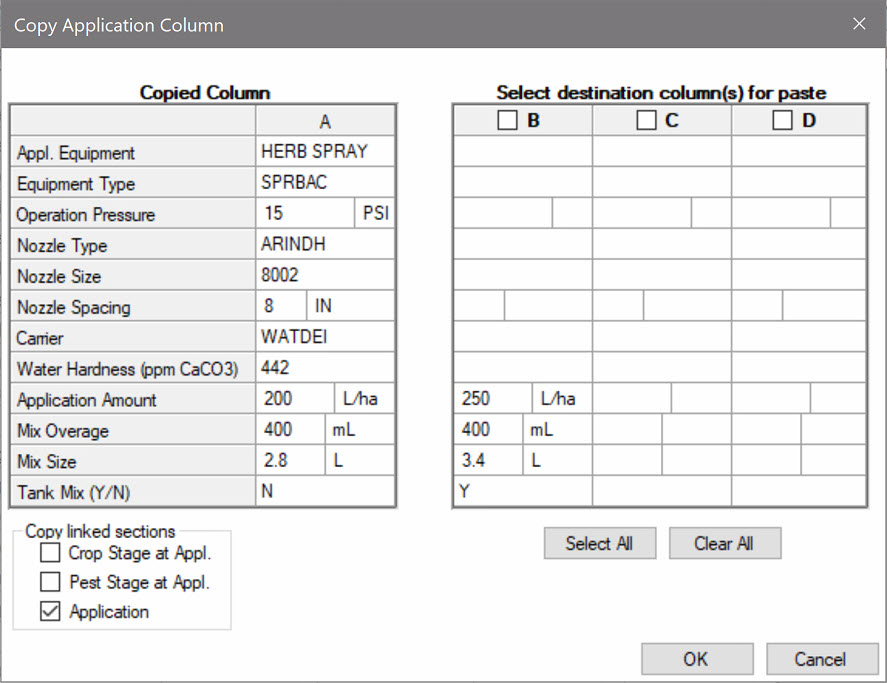 Copy Application Column
Copied Column
Select destination column(s) for paste
A
B C D
Appl. Equipment HERB SPRAY
Equipment Type SPRBAC
Operation Pressure 15 PSI
Nozzle Type ARINDH
Nozzle Size 8002
Nozzle Spacing 8 IN
Carrier WATDEI
Water Hardness (ppm CaCO3) 442
Application Amount 200 L/ha 250 L/ha
Mix Overage 400 mL 400 mL
Mix Size 2.8 L 3.4 L
Tank Mix (Y/N) N Y
Copy linked sections
Crop Stage at Appl.
Pest Stage at Appl.
Application
Select All Clear All
OK Cancel